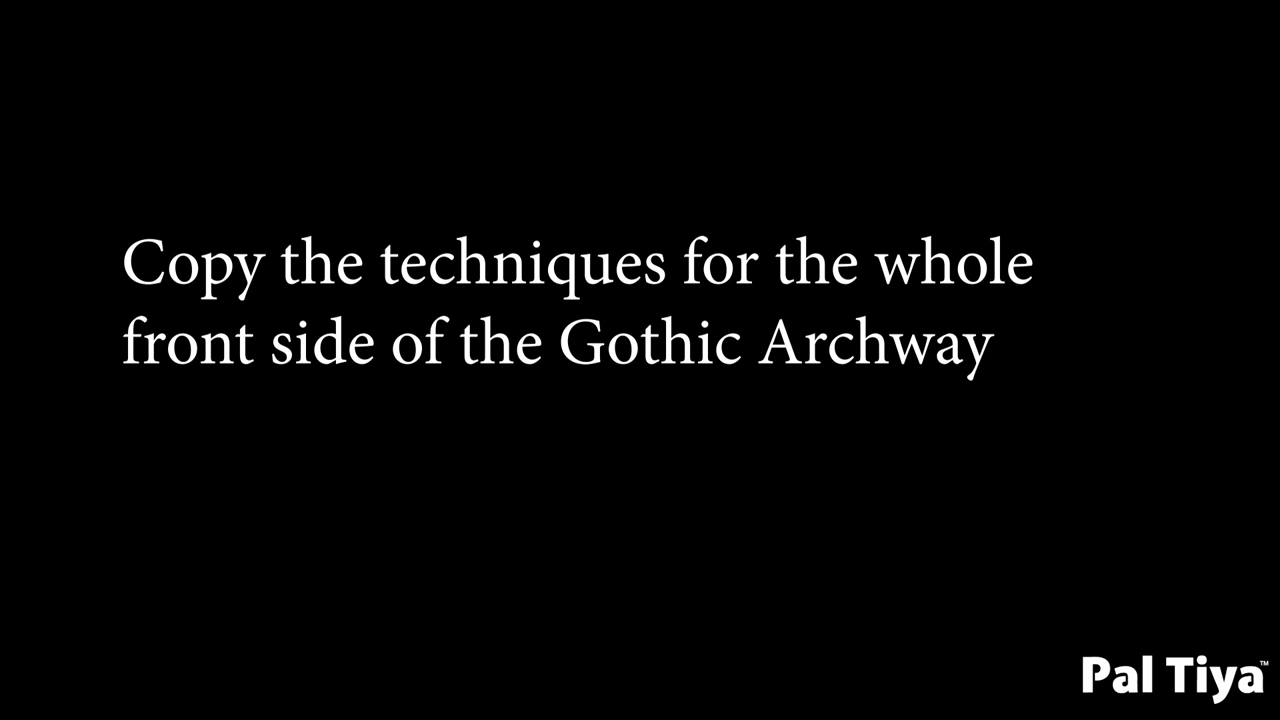 Copy the techniques for the whole
front side of the Gothic Archway
Pal Tiya™